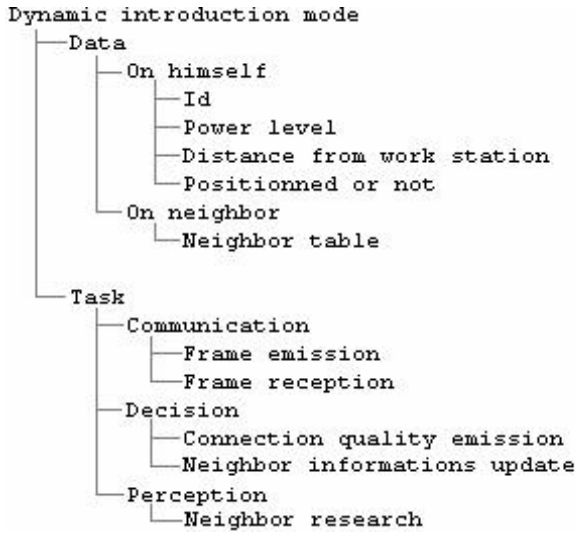 Dynamic introduction mode
Data
On himself
Id
Power level
Distance from work station
Positionned or not
On neighbor
Neighbor table
Task
Communication
Frame emission
Frame reception
Decision
Connection quality emission
Neighbor informations update
Perception
Neighbor research